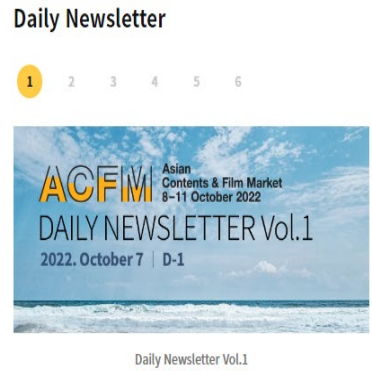 Daily Newsletter
1 2 3 4 5 6
ACFM Asian
Contents & Film Market
8–11 October 2022
DAILY NEWSLETTER Vol.1
2022. October 7 | D-1
Daily Newsletter Vol.1